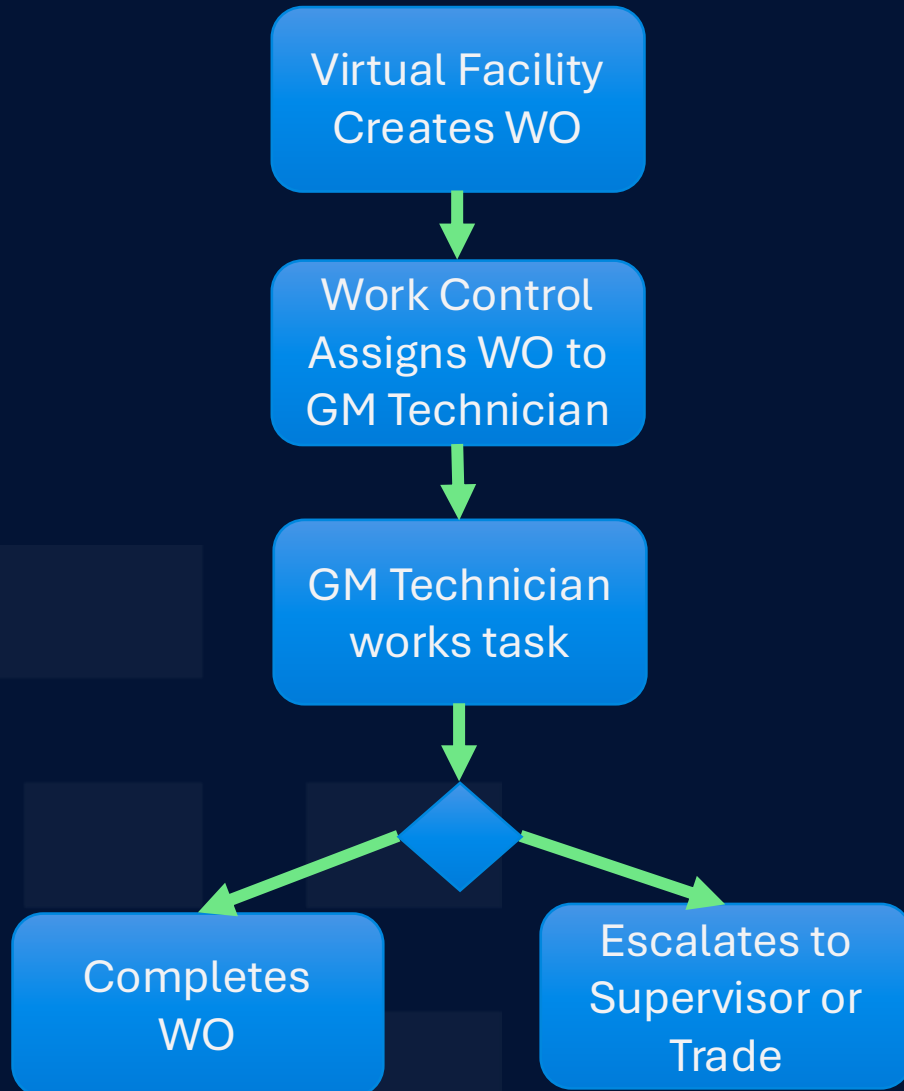 Virtual Facility
Creates WO
Work Control
Assigns WO to
GM Technician
GM Technician
works task
Completes
WO
Escalates to
Supervisor or
Trade